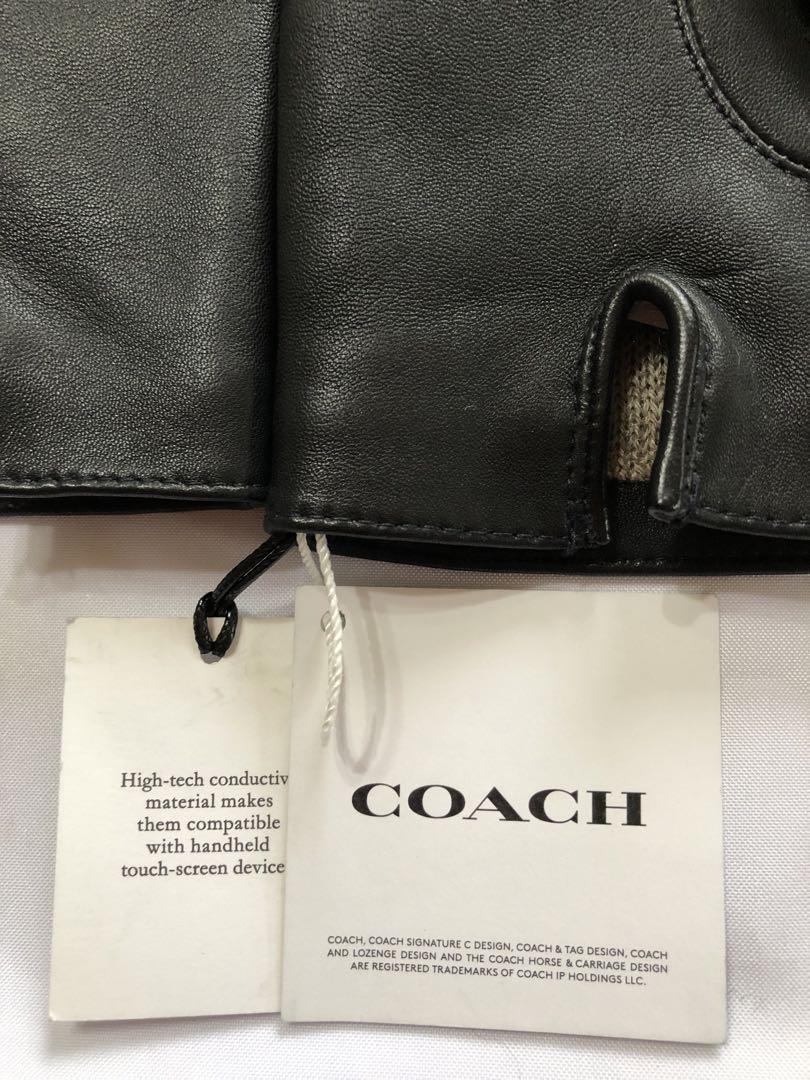 High-tech conductiv
material makes
them compatible
with handheld
touch-screen device
COACH
COACH, COACH SIGNATURE C DESIGN, COACH & TAG DESIGN, COACH
AND LOZENGE DESIGN AND THE COACH HORSE & CARRIAGE DESIGN
ARE REGISTERED TRADEMARKS OF COACH IP HOLDINGS LLC.